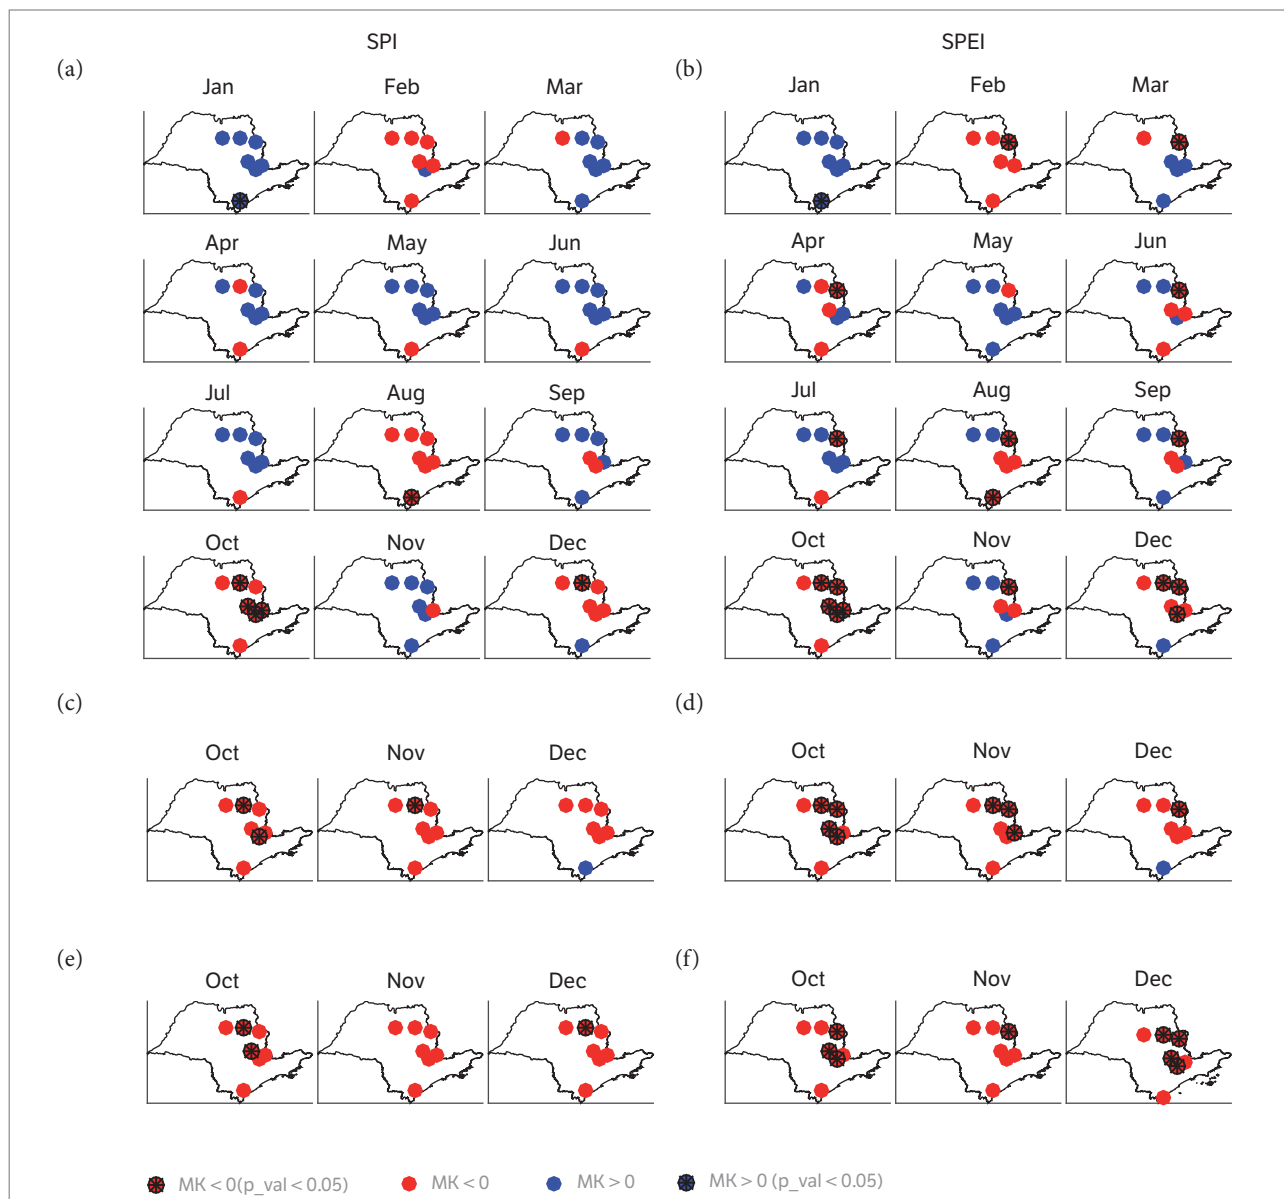 SPI SPEI
(a) (b)
Jan Feb Mar Jan Feb Mar
Apr May Jun Apr May Jun
Jul Aug Sep Jul Aug Sep
Oct Nov Dec Oct Nov Dec
(c) (d)
Oct Nov Dec Oct Nov Dec
(e) (f)
Oct Nov Dec Oct Nov Dec
MK < 0(p_val < 0.05) MK < 0 MK > 0 MK > 0 (p_val < 0.05)